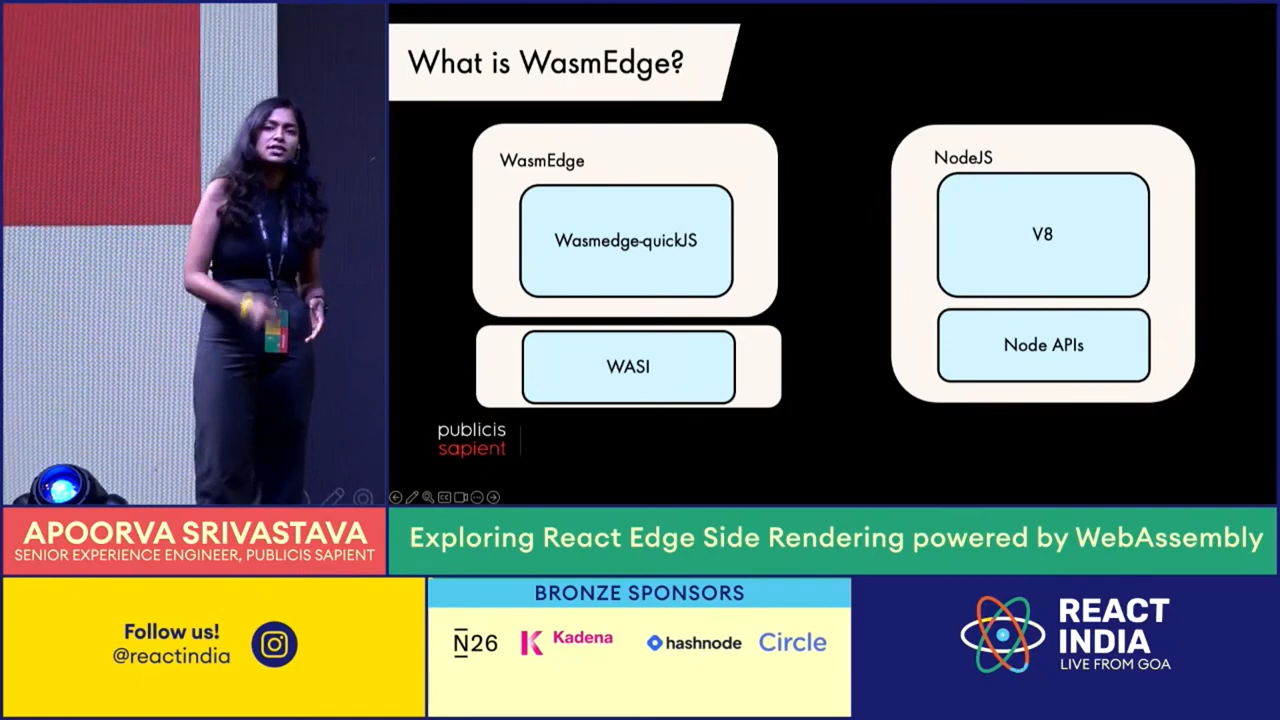 What is WasmEdge?
WasmEdge
Wasmedge-quickJS
WASI
NodeJS
V8
Node APIs
publicis
sapient
APOORVA SRIVASTAVA
SENIOR EXPERIENCE ENGINEER, PUBLICIS SAPIENT
Exploring React Edge Side Rendering powered by WebAssembly
Follow us!
@reactindia
BRONZE SPONSORS
N26
Kadena
hashnode
Circle
REACT
INDIA
LIVE FROM GOA